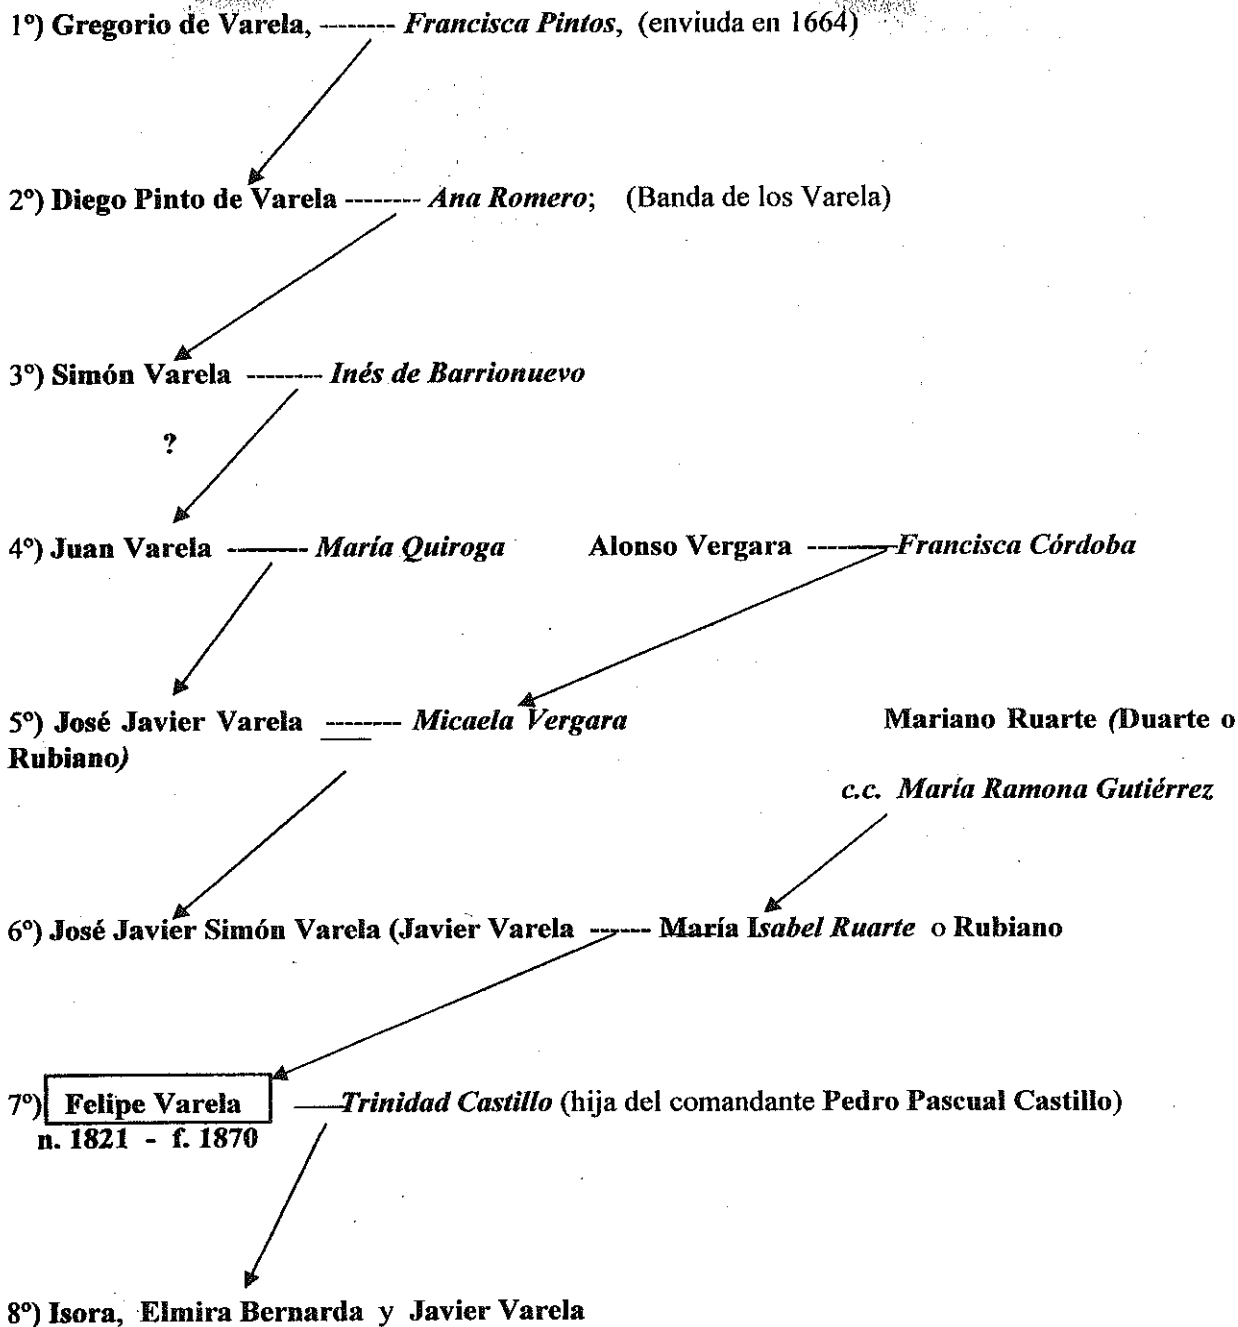 1º) Gregorio de Varela, -------- Francisca Pintos, (enviuda en 1664)
2º) Diego Pinto de Varela -------- Ana Romero; (Banda de los Varela)
3º) Simón Varela -------- Inés de Barrionuevo
?
4º) Juan Varela -------- María Quiroga Alonso Vergara -------- Francisca Córdoba
5º) José Javier Varela -------- Micaela Vergara Mariano Ruarte (Duarte o
Rubiano)
c.c. María Ramona Gutiérrez
6º) José Javier Simón Varela (Javier Varela ------ María Isabel Ruarte o Rubiano
7º) Felipe Varela ——Trinidad Castillo (hija del comandante Pedro Pascual Castillo)
n. 1821 - f. 1870
8º) Isora, Elmira Bernarda y Javier Varela